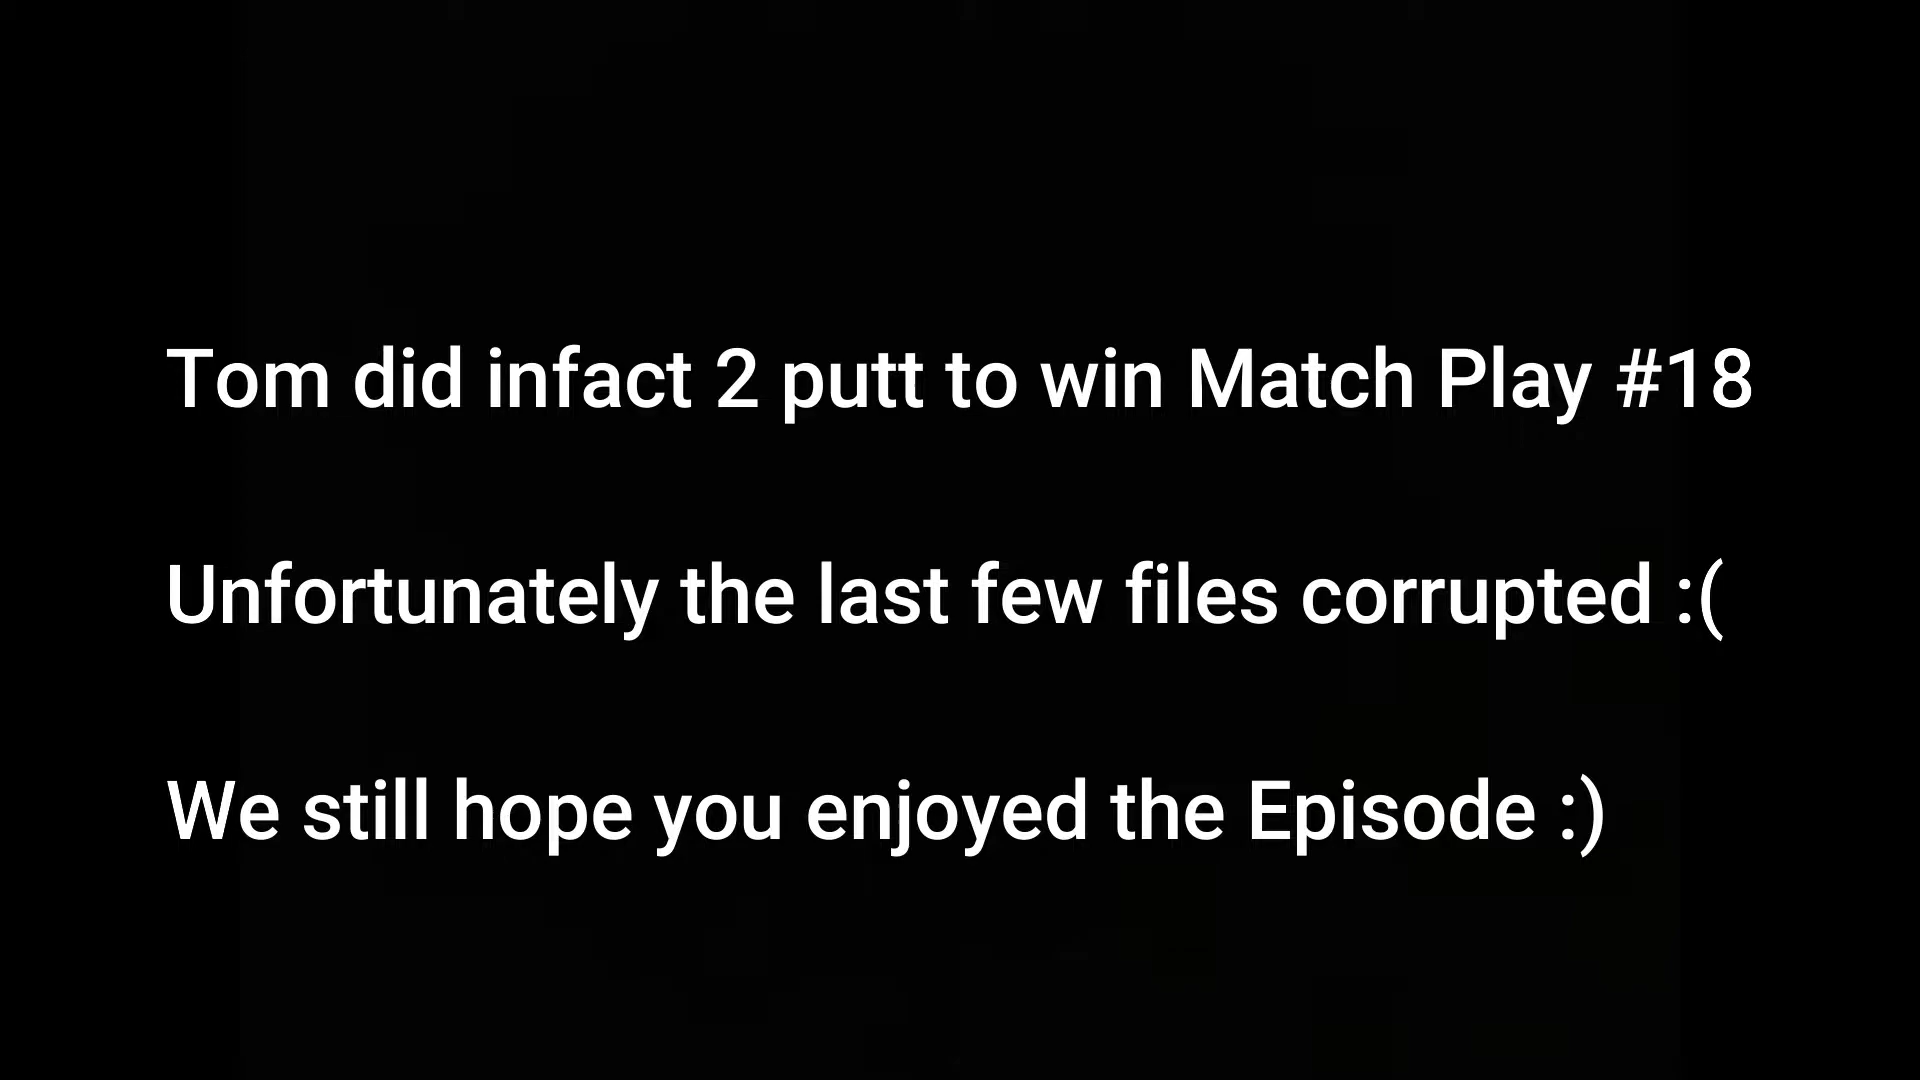 Tom did infact 2 putt to win Match Play #18
Unfortunately the last few files corrupted :(
We still hope you enjoyed the Episode :)